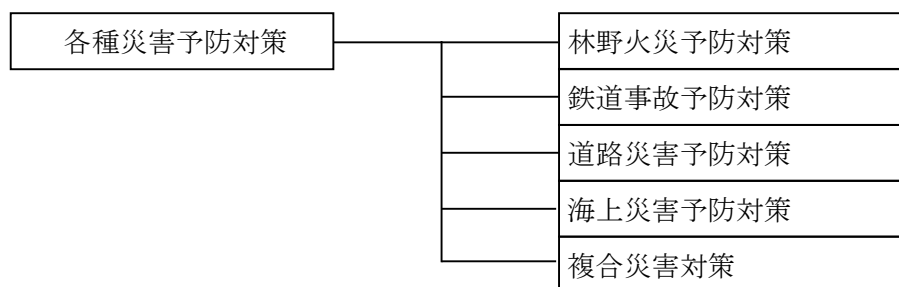 各種災害予防対策
林野火災予防対策
鉄道事故予防対策
道路災害予防対策
海上災害予防対策
複合災害対策